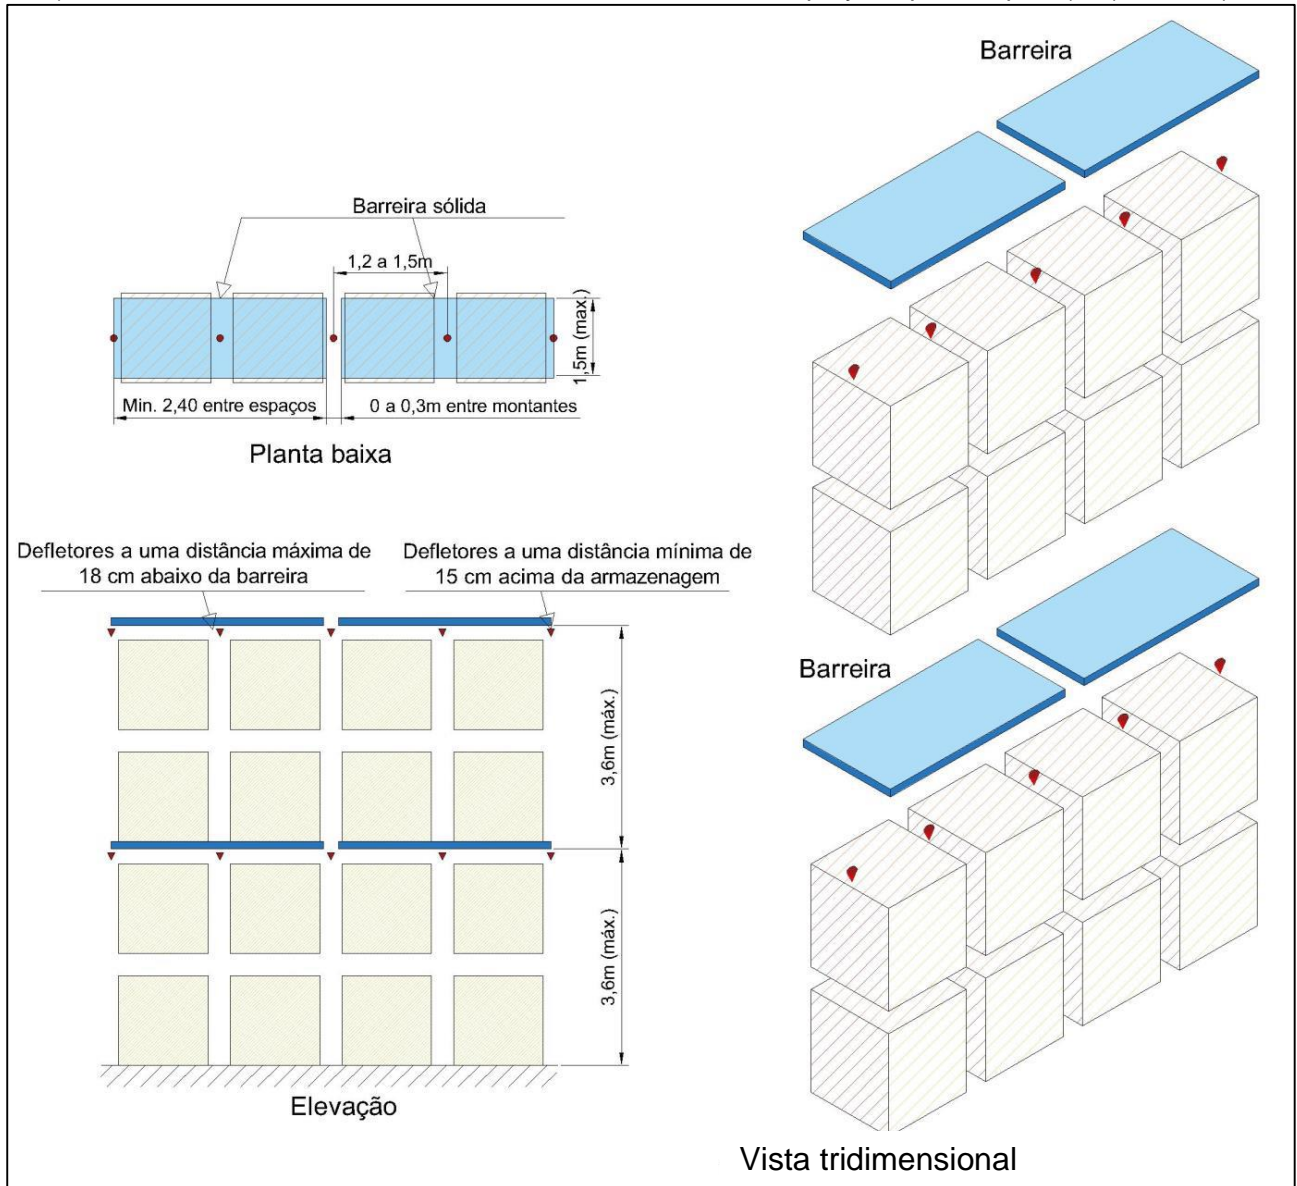 Barreira
Barreira sólida
1,2 a 1,5m
1,5m (max.)
Min. 2,40 entre espaços
0 a 0,3m entre montantes
Planta baixa
Defletores a uma distância máxima de
18 cm abaixo da barreira
Defletores a uma distância mínima de
15 cm acima da armazenagem
3,6m (máx.)
3,6m (máx.)
Elevação
Barreira
Vista tridimensional